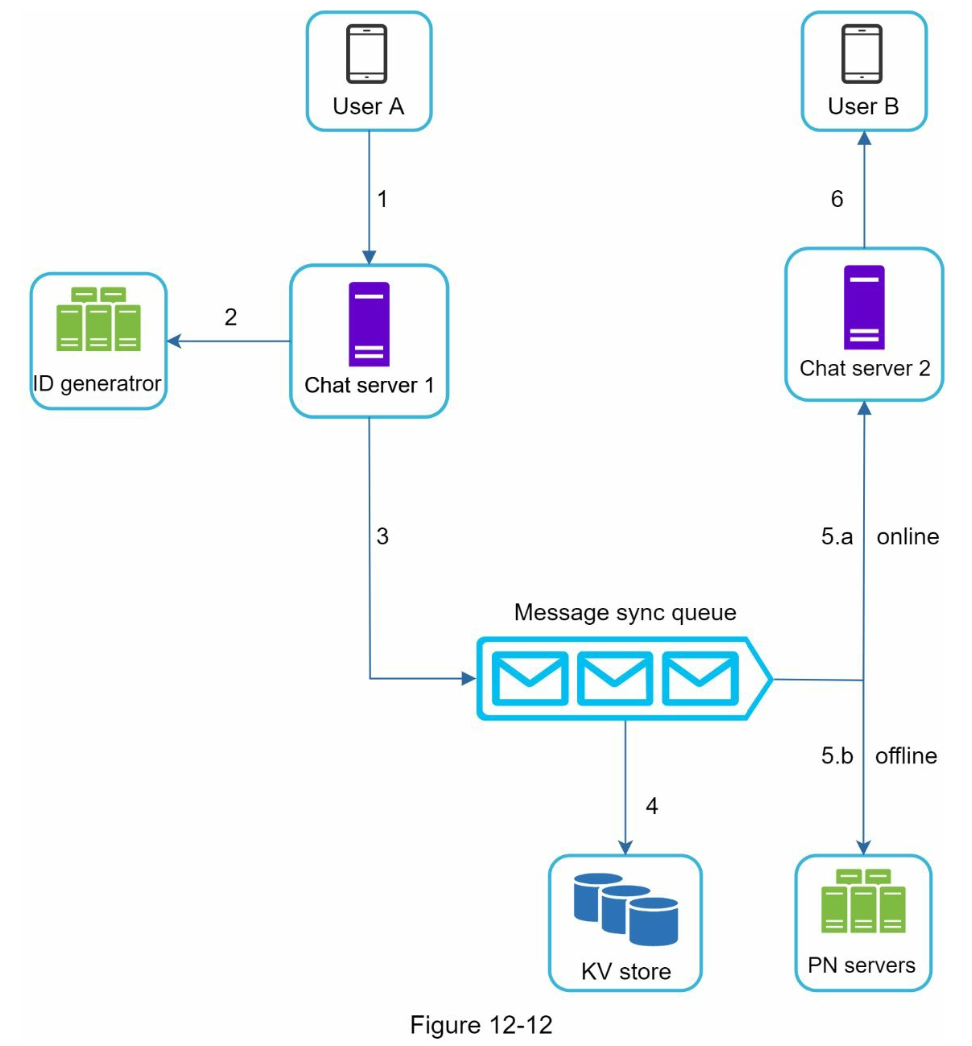 User A
User B
1
6
2
ID generatror
Chat server 1
Chat server 2
3
5.a online
Message sync queue
5.b offline
4
KV store
PN servers
Figure 12-12